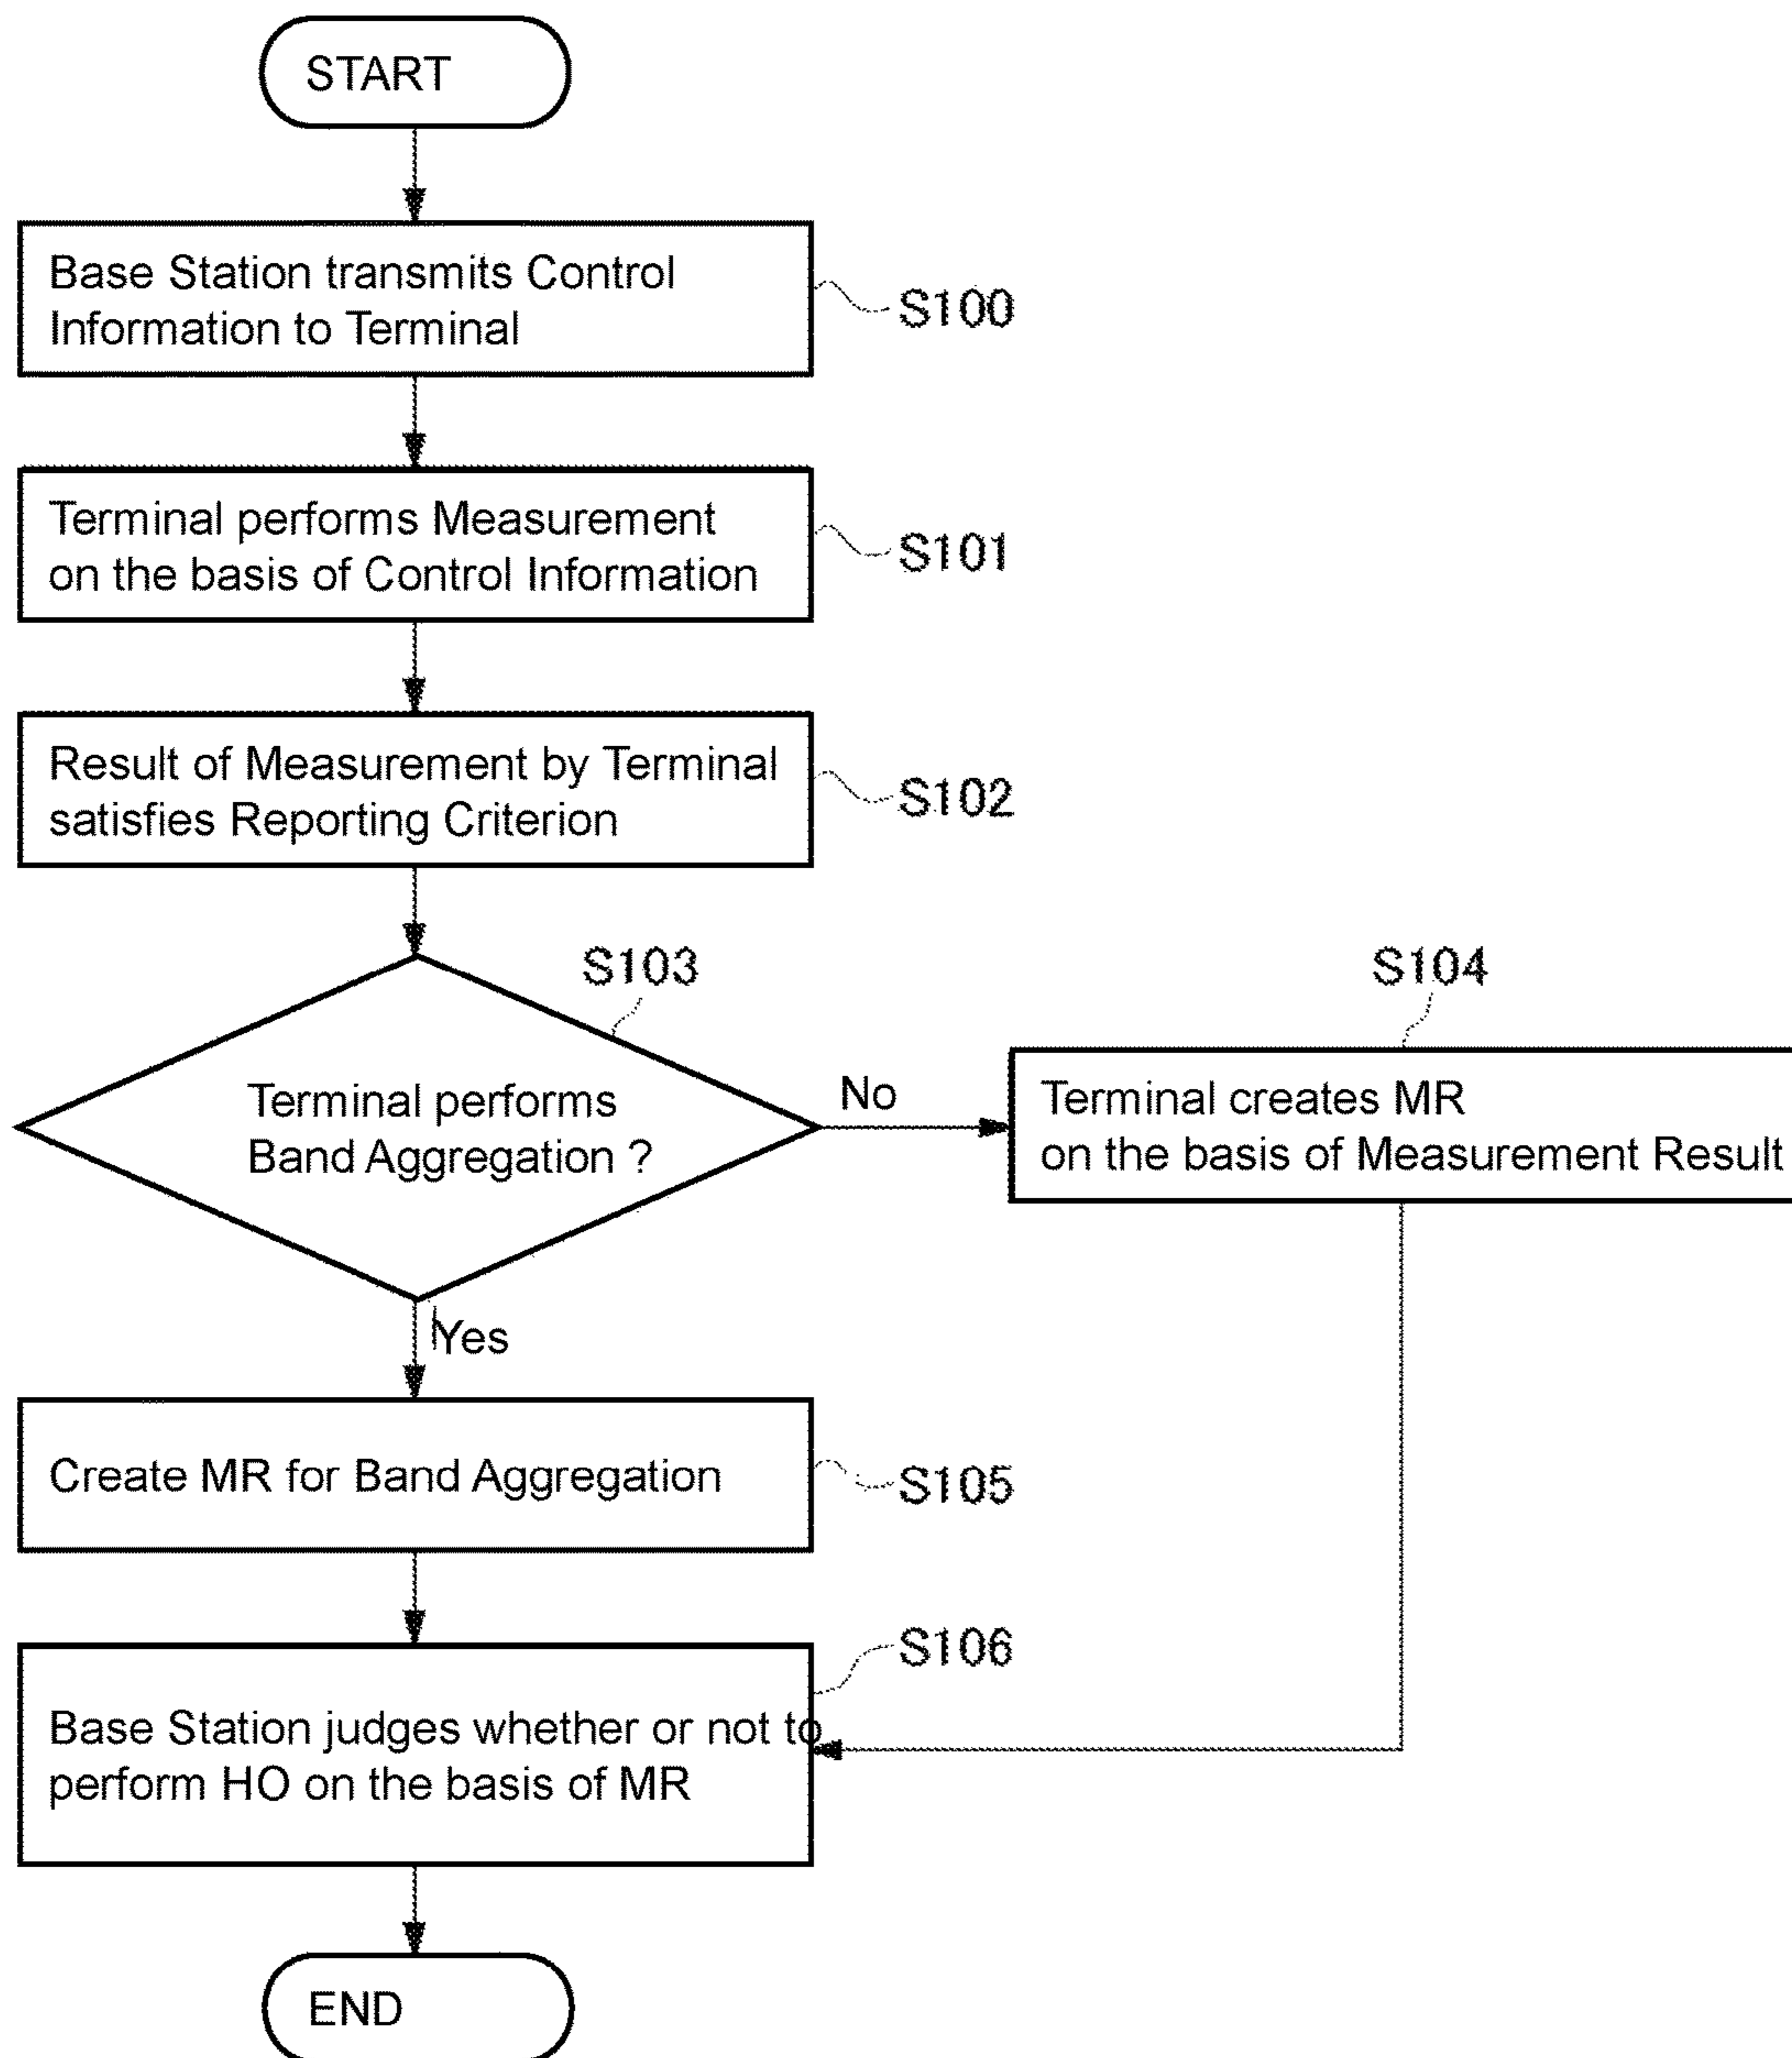 START
Base Station transmits Control
Information to Terminal
S100
Terminal performs Measurement
on the basis of Control Information
S101
Result of Measurement by Terminal
satisfies Reporting Criterion
S102
S103
S104
Terminal performs
Band Aggregation ?
No
Terminal creates MR
on the basis of Measurement Result
Yes
Create MR for Band Aggregation
S105
S106
Base Station judges whether or not to
perform HO on the basis of MR
END